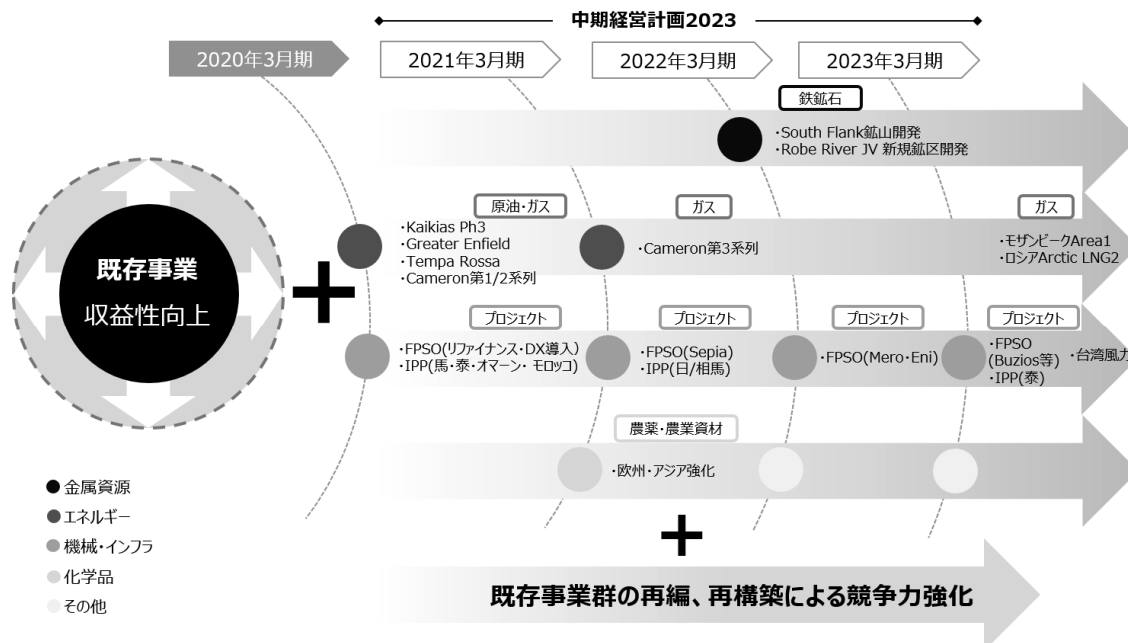 中期経営計画2023
2020年3月期
2021年3月期
2022年3月期
2023年3月期
鉄鉱石
・South Flank鉱山開発
・Robe River JV 新規鉱区開発
既存事業
収益性向上
+
原油・ガス
・Kaikias Ph3
・Greater Enfield
・Tempa Rossa
・Cameron第1/2系列
ガス
・Cameron第3系列
ガス
・モザンビークArea1
・ロシアArctic LNG2
プロジェクト
・FPSO(リファイナンス・DX導入)
・IPP(馬・泰・オマーン・ モロッコ)
プロジェクト
・FPSO(Sepia)
・IPP(日/相馬)
プロジェクト
・FPSO(Mero・Eni)
プロジェクト
・FPSO
(Buzios等)
・IPP(泰)
・台湾風力
農薬・農業資材
・欧州・アジア強化
●金属資源
●エネルギー
●機械・インフラ
●化学品
●その他
+
既存事業群の再編、再構築による競争力強化